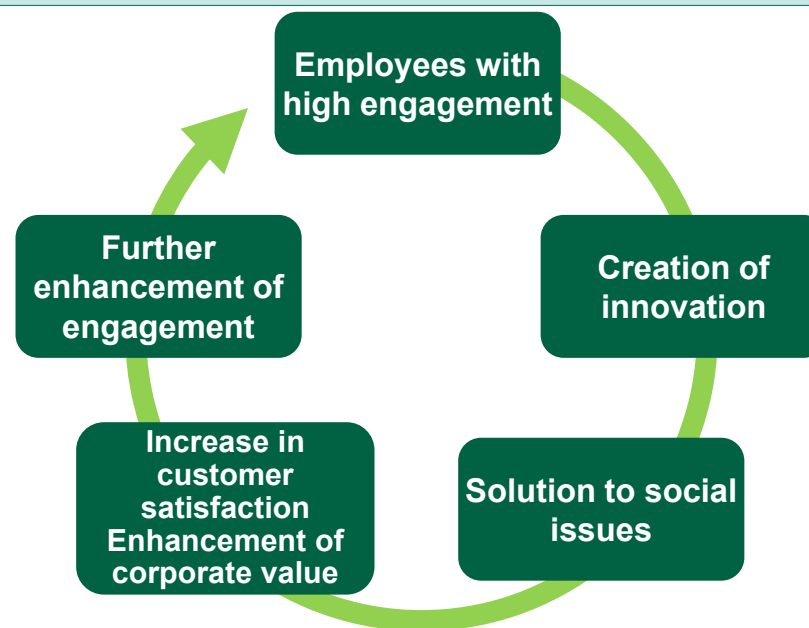 Employees with
high engagement
Creation of
innovation
Solution to social
issues
Increase in
customer
satisfaction
Enhancement of
corporate value
Further
enhancement of
engagement